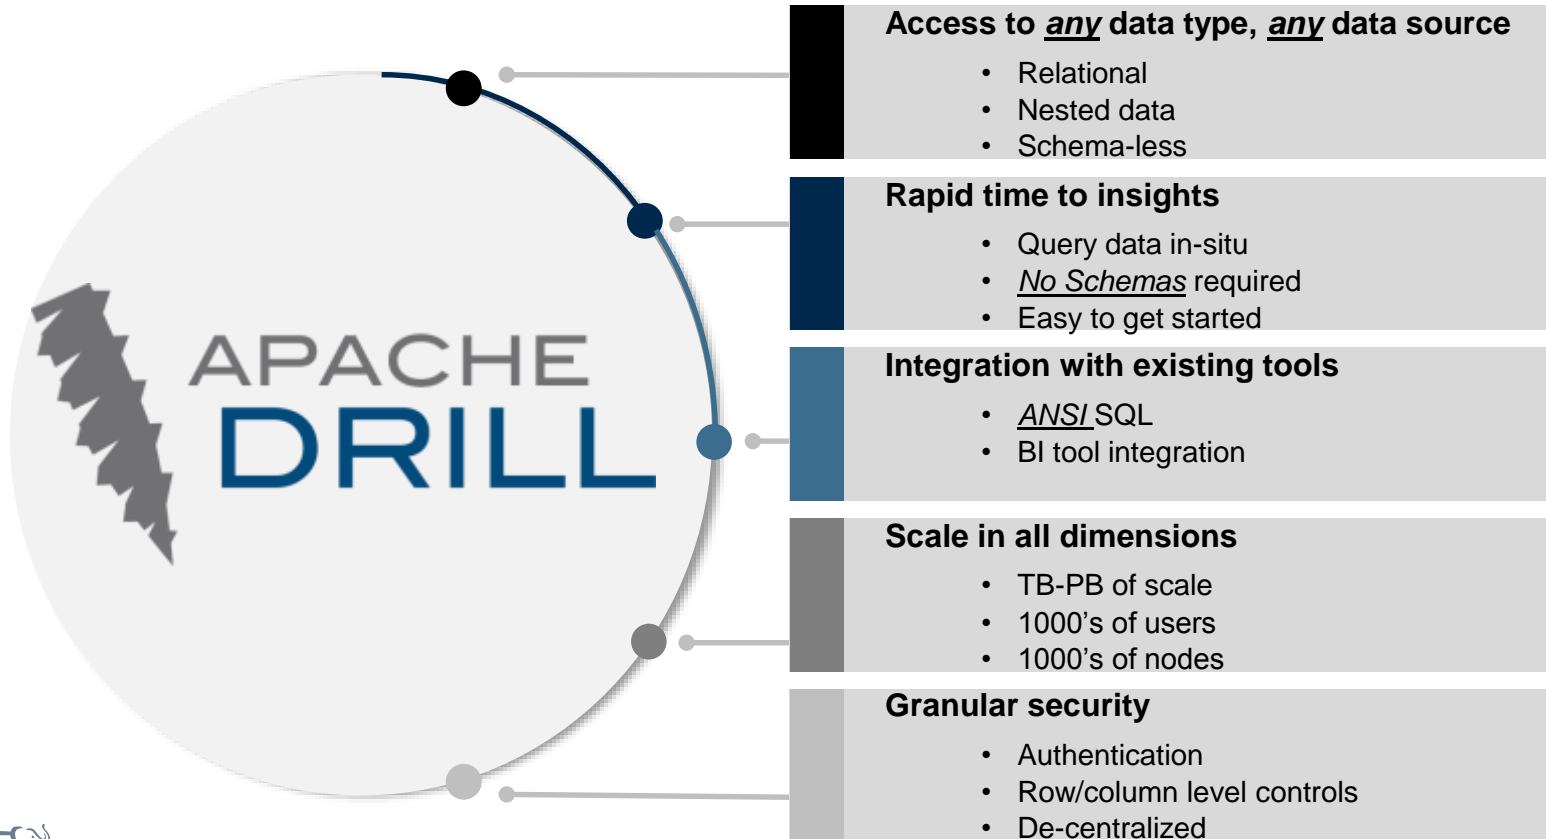 APACHE
DRILL
Access to any data type, any data source
• Relational
• Nested data
• Schema-less
Rapid time to insights
• Query data in-situ
• No Schemas required
• Easy to get started
Integration with existing tools
• ANSI SQL
• BI tool integration
Scale in all dimensions
• TB-PB of scale
• 1000’s of users
• 1000’s of nodes
Granular security
• Authentication
• Row/column level controls
• De-centralized